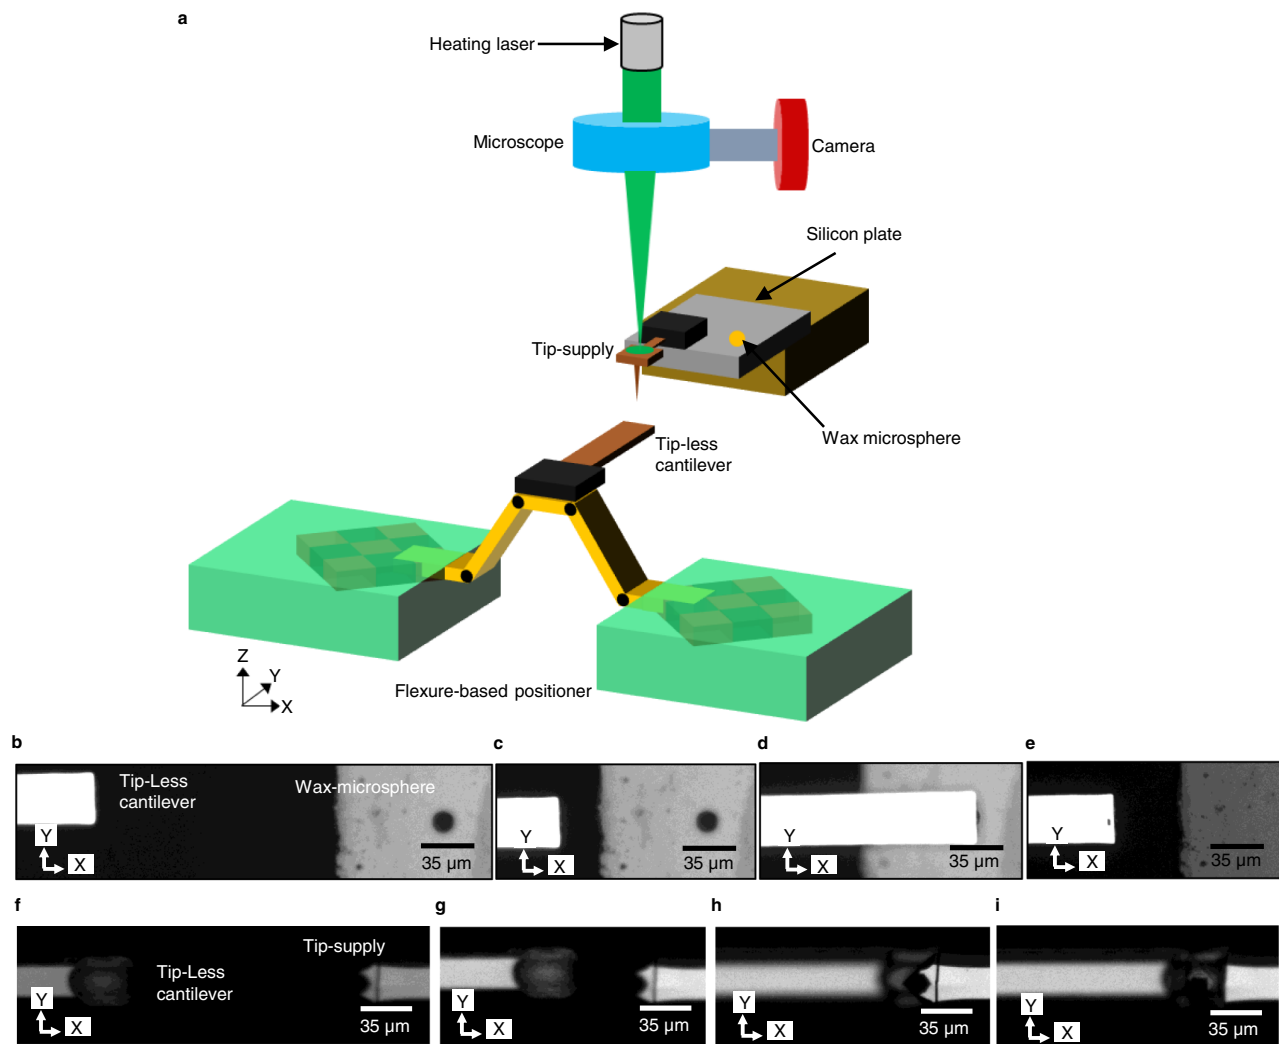 a
Heating laser
Microscope
Camera
Silicon plate
Tip-supply
Wax microsphere
Tip-less
cantilever
Z
Y
X
Flexure-based positioner
b
Tip-Less
cantilever
Wax-microsphere
Y
X
35 µm
c
Y
X
35 µm
d
Y
X
35 µm
e
Y
X
35 µm
f
Tip-supply
Tip-Less
cantilever
Y
X
35 µm
g
Y
X
35 µm
h
Y
X
35 µm
i
Y
X
35 µm